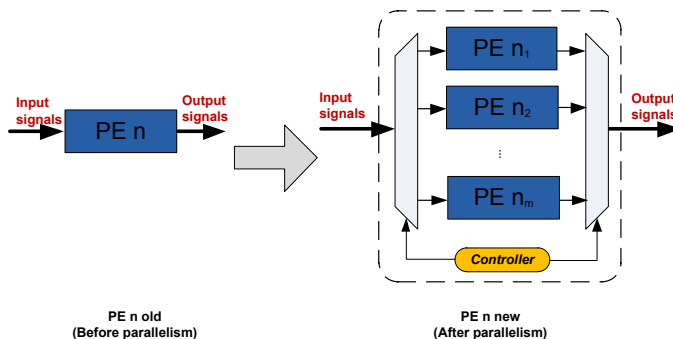 Input
signals
PE n
Output
signals
Input
signals
PE n1
PE n2
...
PE nm
Controller
Output
signals
PE n old
(Before parallelism)
PE n new
(After parallelism)